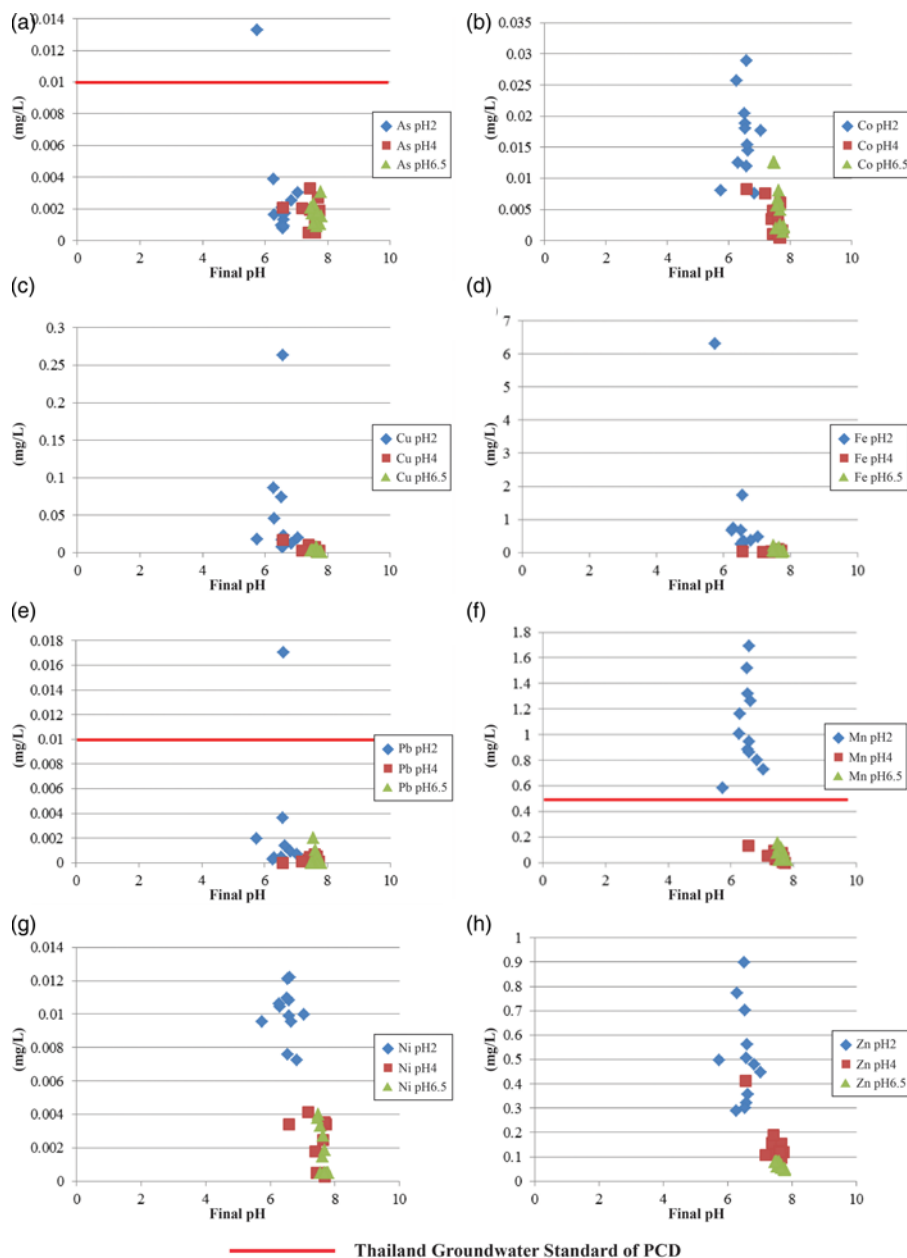 (a)
0.014
0.012
0.01
0.008
0.006
0.004
0.002
0
(mg/L)
0 2 4 6 8 10
Final pH
As pH2
As pH4
As pH6.5
(b)
0.035
0.03
0.025
0.02
0.015
0.01
0.005
0
(mg/L)
0 2 4 6 8 10
Final pH
Co pH2
Co pH4
Co pH6.5
(c)
0.3
0.25
0.2
0.15
0.1
0.05
0
(mg/L)
0 2 4 6 8 10
Final pH
Cu pH2
Cu pH4
Cu pH6.5
(d)
7
6
5
4
3
2
1
0
(mg/L)
0 2 4 6 8 10
Final pH
Fe pH2
Fe pH4
Fe pH6.5
(e)
0.018
0.016
0.014
0.012
0.01
0.008
0.006
0.004
0.002
0
(mg/L)
0 2 4 6 8 10
Final pH
Pb pH2
Pb pH4
Pb pH6.5
(f)
1.8
1.6
1.4
1.2
1
0.8
0.6
0.4
0.2
0
(mg/L)
0 2 4 6 8 10
Final pH
Mn pH2
Mn pH4
Mn pH6.5
(g)
0.014
0.012
0.01
0.008
0.006
0.004
0.002
0
(mg/L)
0 2 4 6 8 10
Final pH
Ni pH2
Ni pH4
Ni pH6.5
(h)
1
0.9
0.8
0.7
0.6
0.5
0.4
0.3
0.2
0.1
0
(mg/L)
0 2 4 6 8 10
Final pH
Zn pH2
Zn pH4
Zn pH6.5
Thailand Groundwater Standard of PCD